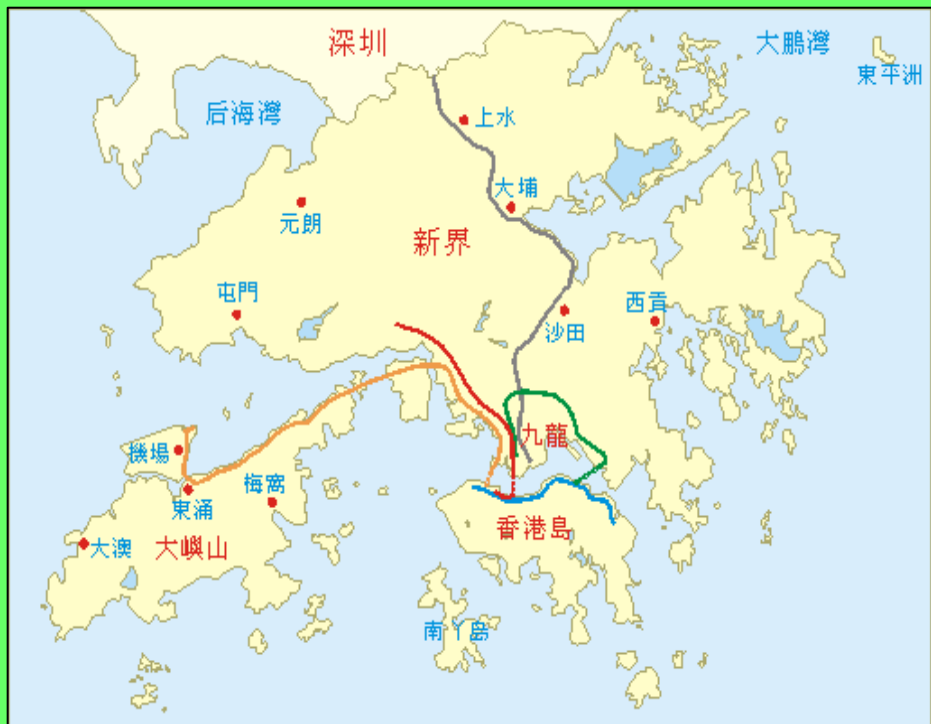 深圳
大鵬灣
東平洲
后海灣
上水
大埔
元朗
新界
屯門
西貢
沙田
九龍
機場
梅窩
東涌
香港島
大澳
大嶼山
南丫島